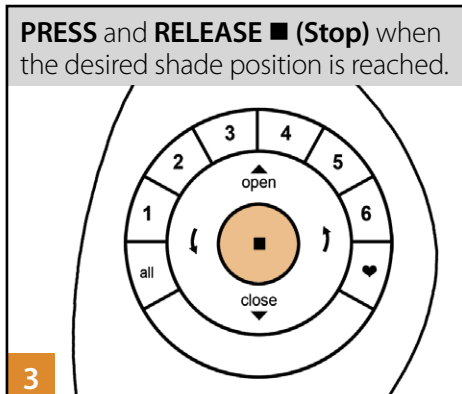 PRESS and RELEASE ■ (Stop) when
the desired shade position is reached.
3
4
2
5
1
6
open
all
close
3